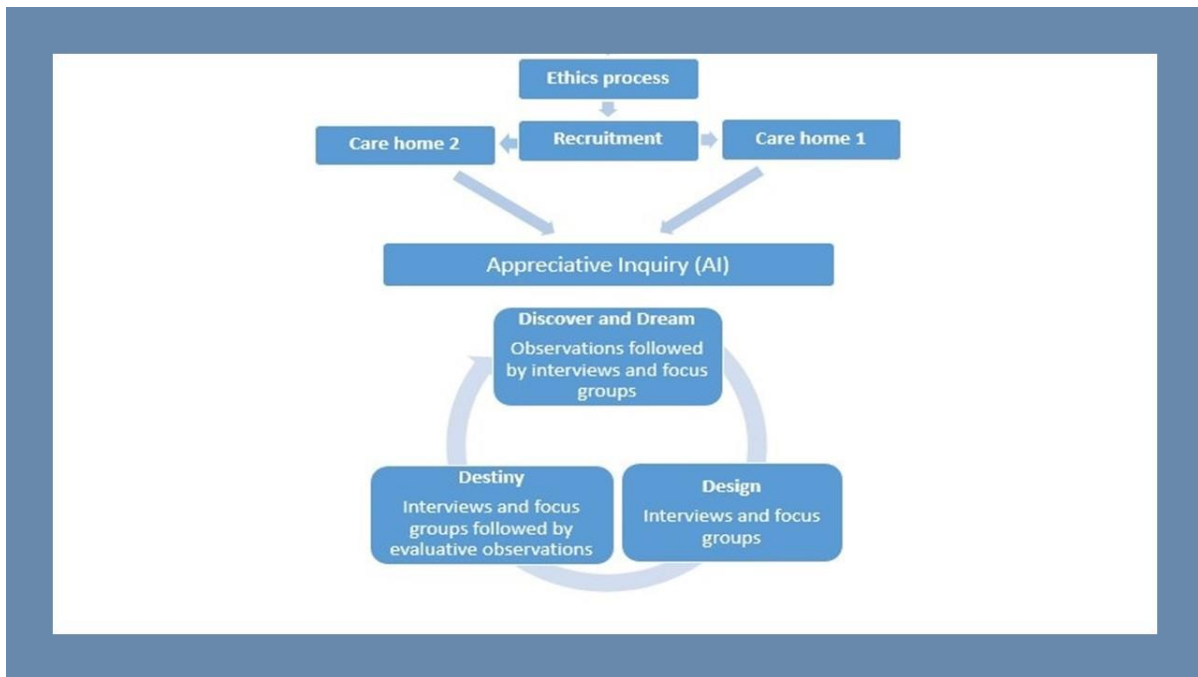 Ethics process
Care home 2
Recruitment
Care home 1
Appreciative Inquiry (AI)
Discover and Dream
Observations followed
by interviews and focus
groups
Destiny
Interviews and focus
groups followed by
evaluative observations
Design
Interviews and focus
groups